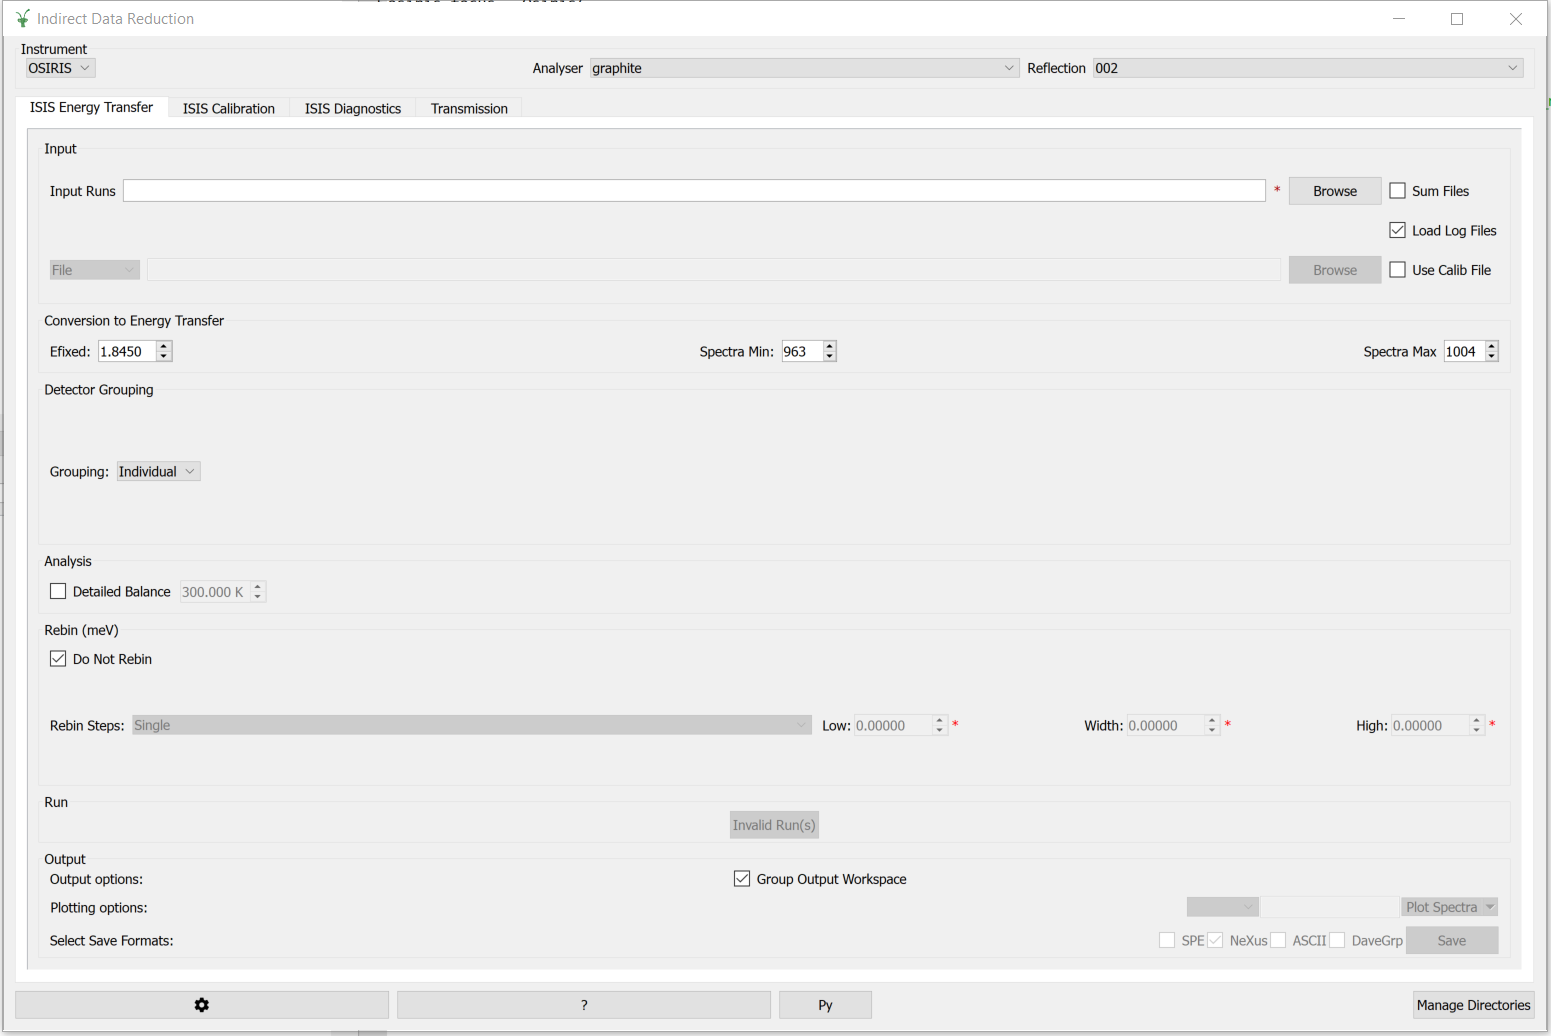 Indirect Data Reduction
Instrument
OSIRIS Analyser graphite Reflection 002
ISIS Energy Transfer ISIS Calibration ISIS Diagnostics Transmission
Input
Input Runs * Browse Sum Files
Load Log Files
File Browse Use Calib File
Conversion to Energy Transfer
Efixed: 1.8450 Spectra Min: 963 Spectra Max 1004
Detector Grouping
Grouping: Individual
Analysis
Detailed Balance 300.000 K
Rebin (meV)
Do Not Rebin
Rebin Steps: Single Low: 0.00000 * Width: 0.00000 * High: 0.00000 *
Run
Invalid Run(s)
Output
Output options: Group Output Workspace
Plotting options: Plot Spectra
Select Save Formats: SPE NeXus ASCII DaveGrp Save
? Py Manage Directories